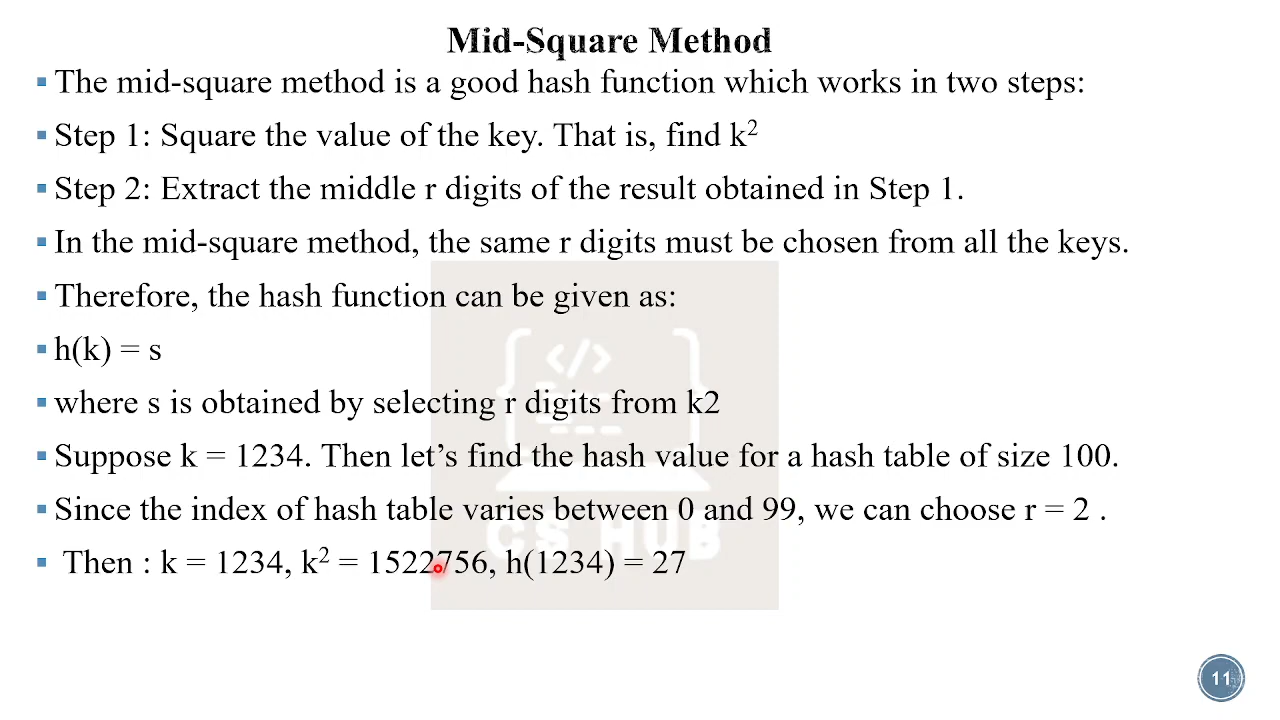 Mid-Square Method
▪ The mid-square method is a good hash function which works in two steps:
▪ Step 1: Square the value of the key. That is, find k²
▪ Step 2: Extract the middle r digits of the result obtained in Step 1.
▪ In the mid-square method, the same r digits must be chosen from all the keys.
▪ Therefore, the hash function can be given as:
▪ h(k) = s
▪ where s is obtained by selecting r digits from k2
▪ Suppose k = 1234. Then let’s find the hash value for a hash table of size 100.
▪ Since the index of hash table varies between 0 and 99, we can choose r = 2 .
▪ Then : k = 1234, k² = 1522756, h(1234) = 27
{ </> }
CS HUB
11